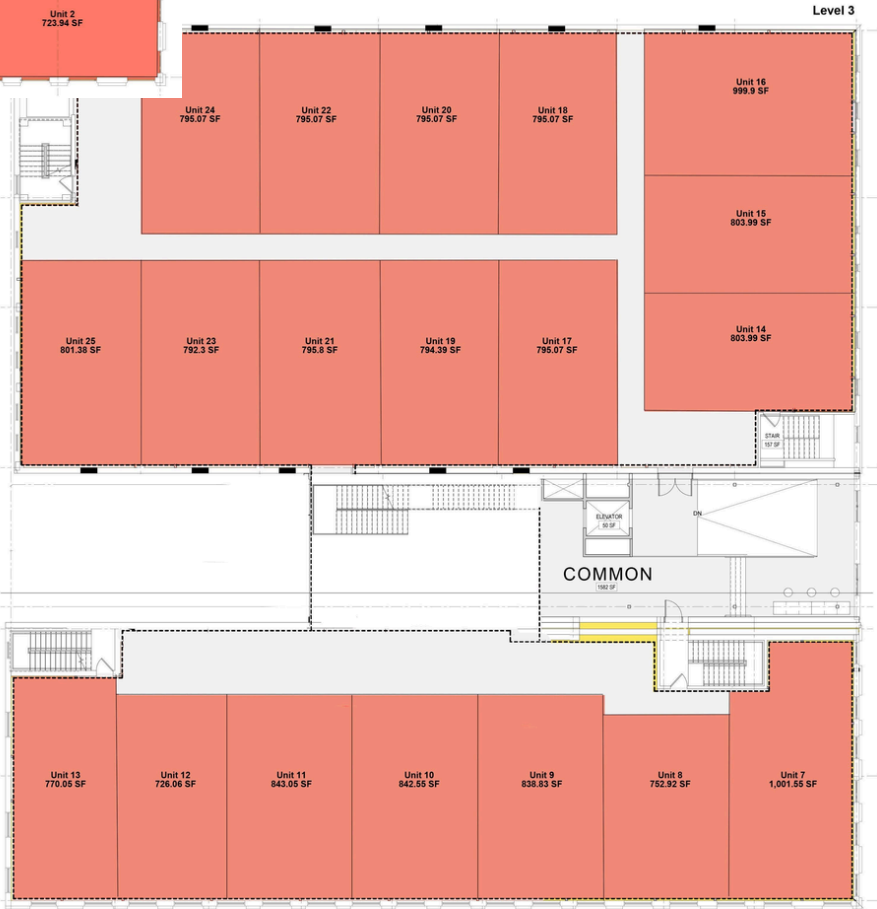 Unit 2
723.94 SF
Level 3
Unit 24
795.07 SF
Unit 22
795.07 SF
Unit 20
795.07 SF
Unit 18
795.07 SF
Unit 16
999.9 SF
Unit 15
803.99 SF
Unit 14
803.99 SF
Unit 25
801.38 SF
Unit 23
792.3 SF
Unit 21
795.8 SF
Unit 19
794.39 SF
Unit 17
795.07 SF
STAIR
157 SF
ELEVATOR
50 SF
DN
COMMON
1582 SF
Unit 13
770.05 SF
Unit 12
726.06 SF
Unit 11
843.05 SF
Unit 10
842.55 SF
Unit 9
838.83 SF
Unit 8
752.92 SF
Unit 7
1,001.55 SF